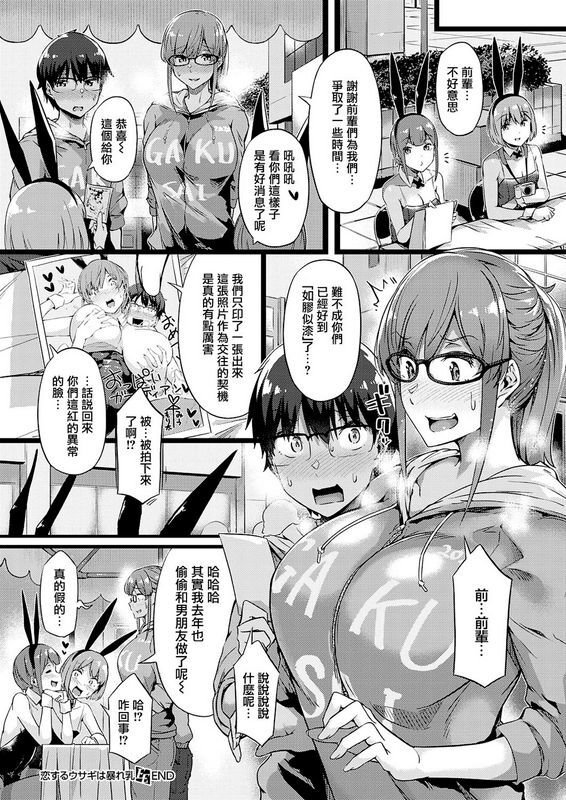 前輩…
不好意思
謝謝前輩們為我們…
爭取了一些時間…
吼吼吼
看你們這樣子
是有好消息了呢
恭喜~
這個給你
GA KU
SAI
難不成你們
已經好到
「如膠似漆」了…?
我們只印了一張出來
這張照片作為交往的契機
是真的有點厲害
被…被拍下來
了啊!?
…話說回來
你們這紅的異常
的臉…
ギクッ
20
GA KU
SAI
前…前輩…
說說說說
什麼呢…
哈哈哈
其實我去年也
偷偷和男朋友做了呢~
真的假的…
哈!?
咋回事!?
恋するウサギは暴れ乳
END